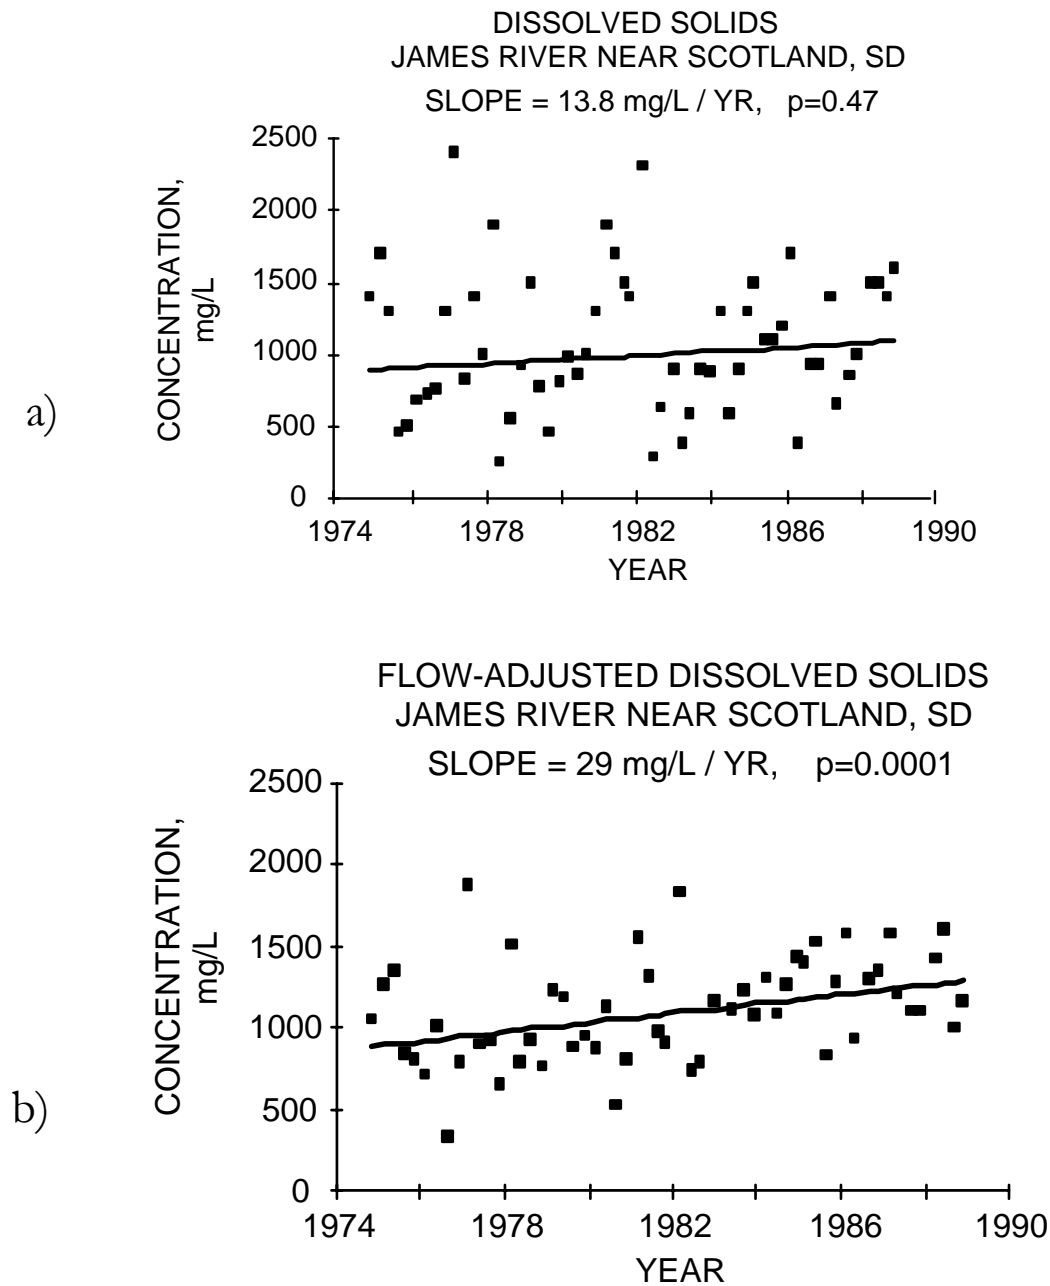 DISSOLVED SOLIDS
JAMES RIVER NEAR SCOTLAND, SD
SLOPE = 13.8 mg/L / YR, p=0.47
2500
2000
1500
1000
500
0
CONCENTRATION,
mg/L
a)
1974 1978 1982 1986 1990
YEAR
FLOW-ADJUSTED DISSOLVED SOLIDS
JAMES RIVER NEAR SCOTLAND, SD
SLOPE = 29 mg/L / YR, p=0.0001
2500
2000
1500
1000
500
0
CONCENTRATION,
mg/L
b)
1974 1978 1982 1986 1990
YEAR